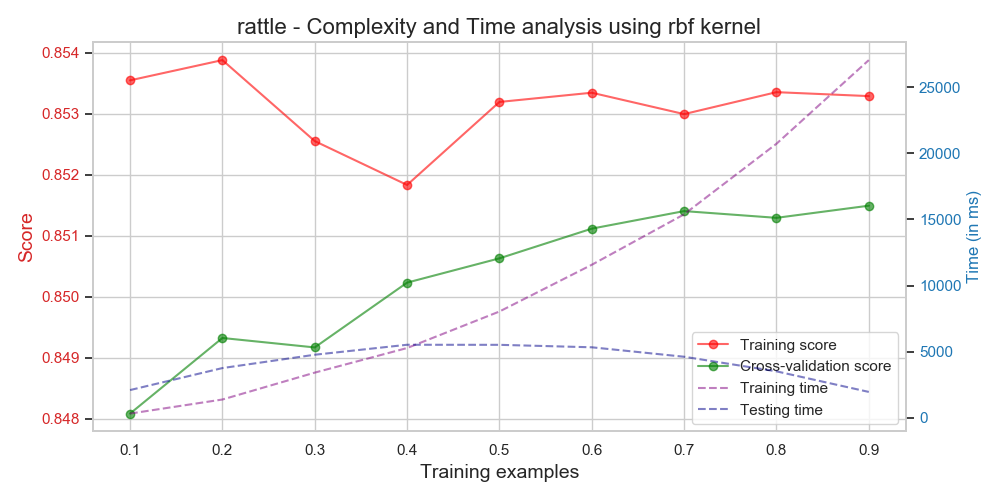 rattle - Complexity and Time analysis using rbf kernel
0.854
0.853
0.852
0.851
0.850
0.849
0.848
Score
25000
20000
15000
10000
5000
0
Time (in ms)
Training score
Cross-validation score
Training time
Testing time
0.1 0.2 0.3 0.4 0.5 0.6 0.7 0.8 0.9
Training examples